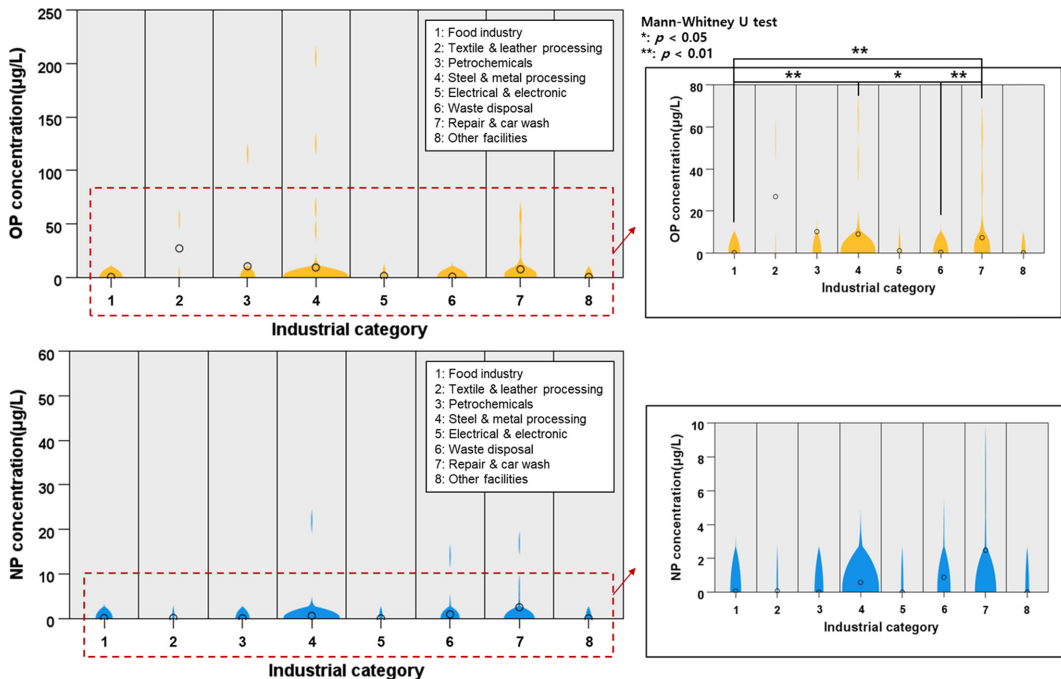 OP concentration(µg/L)
250
200
150
100
50
0
1: Food industry
2: Textile & leather processing
3: Petrochemicals
4: Steel & metal processing
5: Electrical & electronic
6: Waste disposal
7: Repair & car wash
8: Other facilities
1 2 3 4 5 6 7 8
Industrial category
Mann-Whitney U test
*: p < 0.05
**: p < 0.01
**
** * **
OP concentration(µg/L)
80
60
40
20
0
1 2 3 4 5 6 7 8
Industrial category
NP concentration(µg/L)
60
50
40
30
20
10
0
1: Food industry
2: Textile & leather processing
3: Petrochemicals
4: Steel & metal processing
5: Electrical & electronic
6: Waste disposal
7: Repair & car wash
8: Other facilities
1 2 3 4 5 6 7 8
Industrial category
NP concentration(µg/L)
10
8
6
4
2
0
1 2 3 4 5 6 7 8
Industrial category